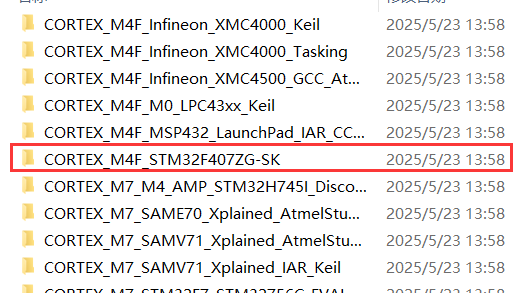 CORTEX_M4F_Infineon_XMC4000_Keil 2025/5/23 13:58
CORTEX_M4F_Infineon_XMC4000_Tasking 2025/5/23 13:58
CORTEX_M4F_Infineon_XMC4500_GCC_At... 2025/5/23 13:58
CORTEX_M4F_M0_LPC43xx_Keil 2025/5/23 13:58
CORTEX_M4F_MSP432_LaunchPad_IAR_CC... 2025/5/23 13:58
CORTEX_M4F_STM32F407ZG-SK 2025/5/23 13:58
CORTEX_M7_M4_AMP_STM32H745I_Disco... 2025/5/23 13:58
CORTEX_M7_SAME70_Xplained_AtmelStu... 2025/5/23 13:58
CORTEX_M7_SAMV71_Xplained_AtmelStu... 2025/5/23 13:58
CORTEX_M7_SAMV71_Xplained_IAR_Keil 2025/5/23 13:58